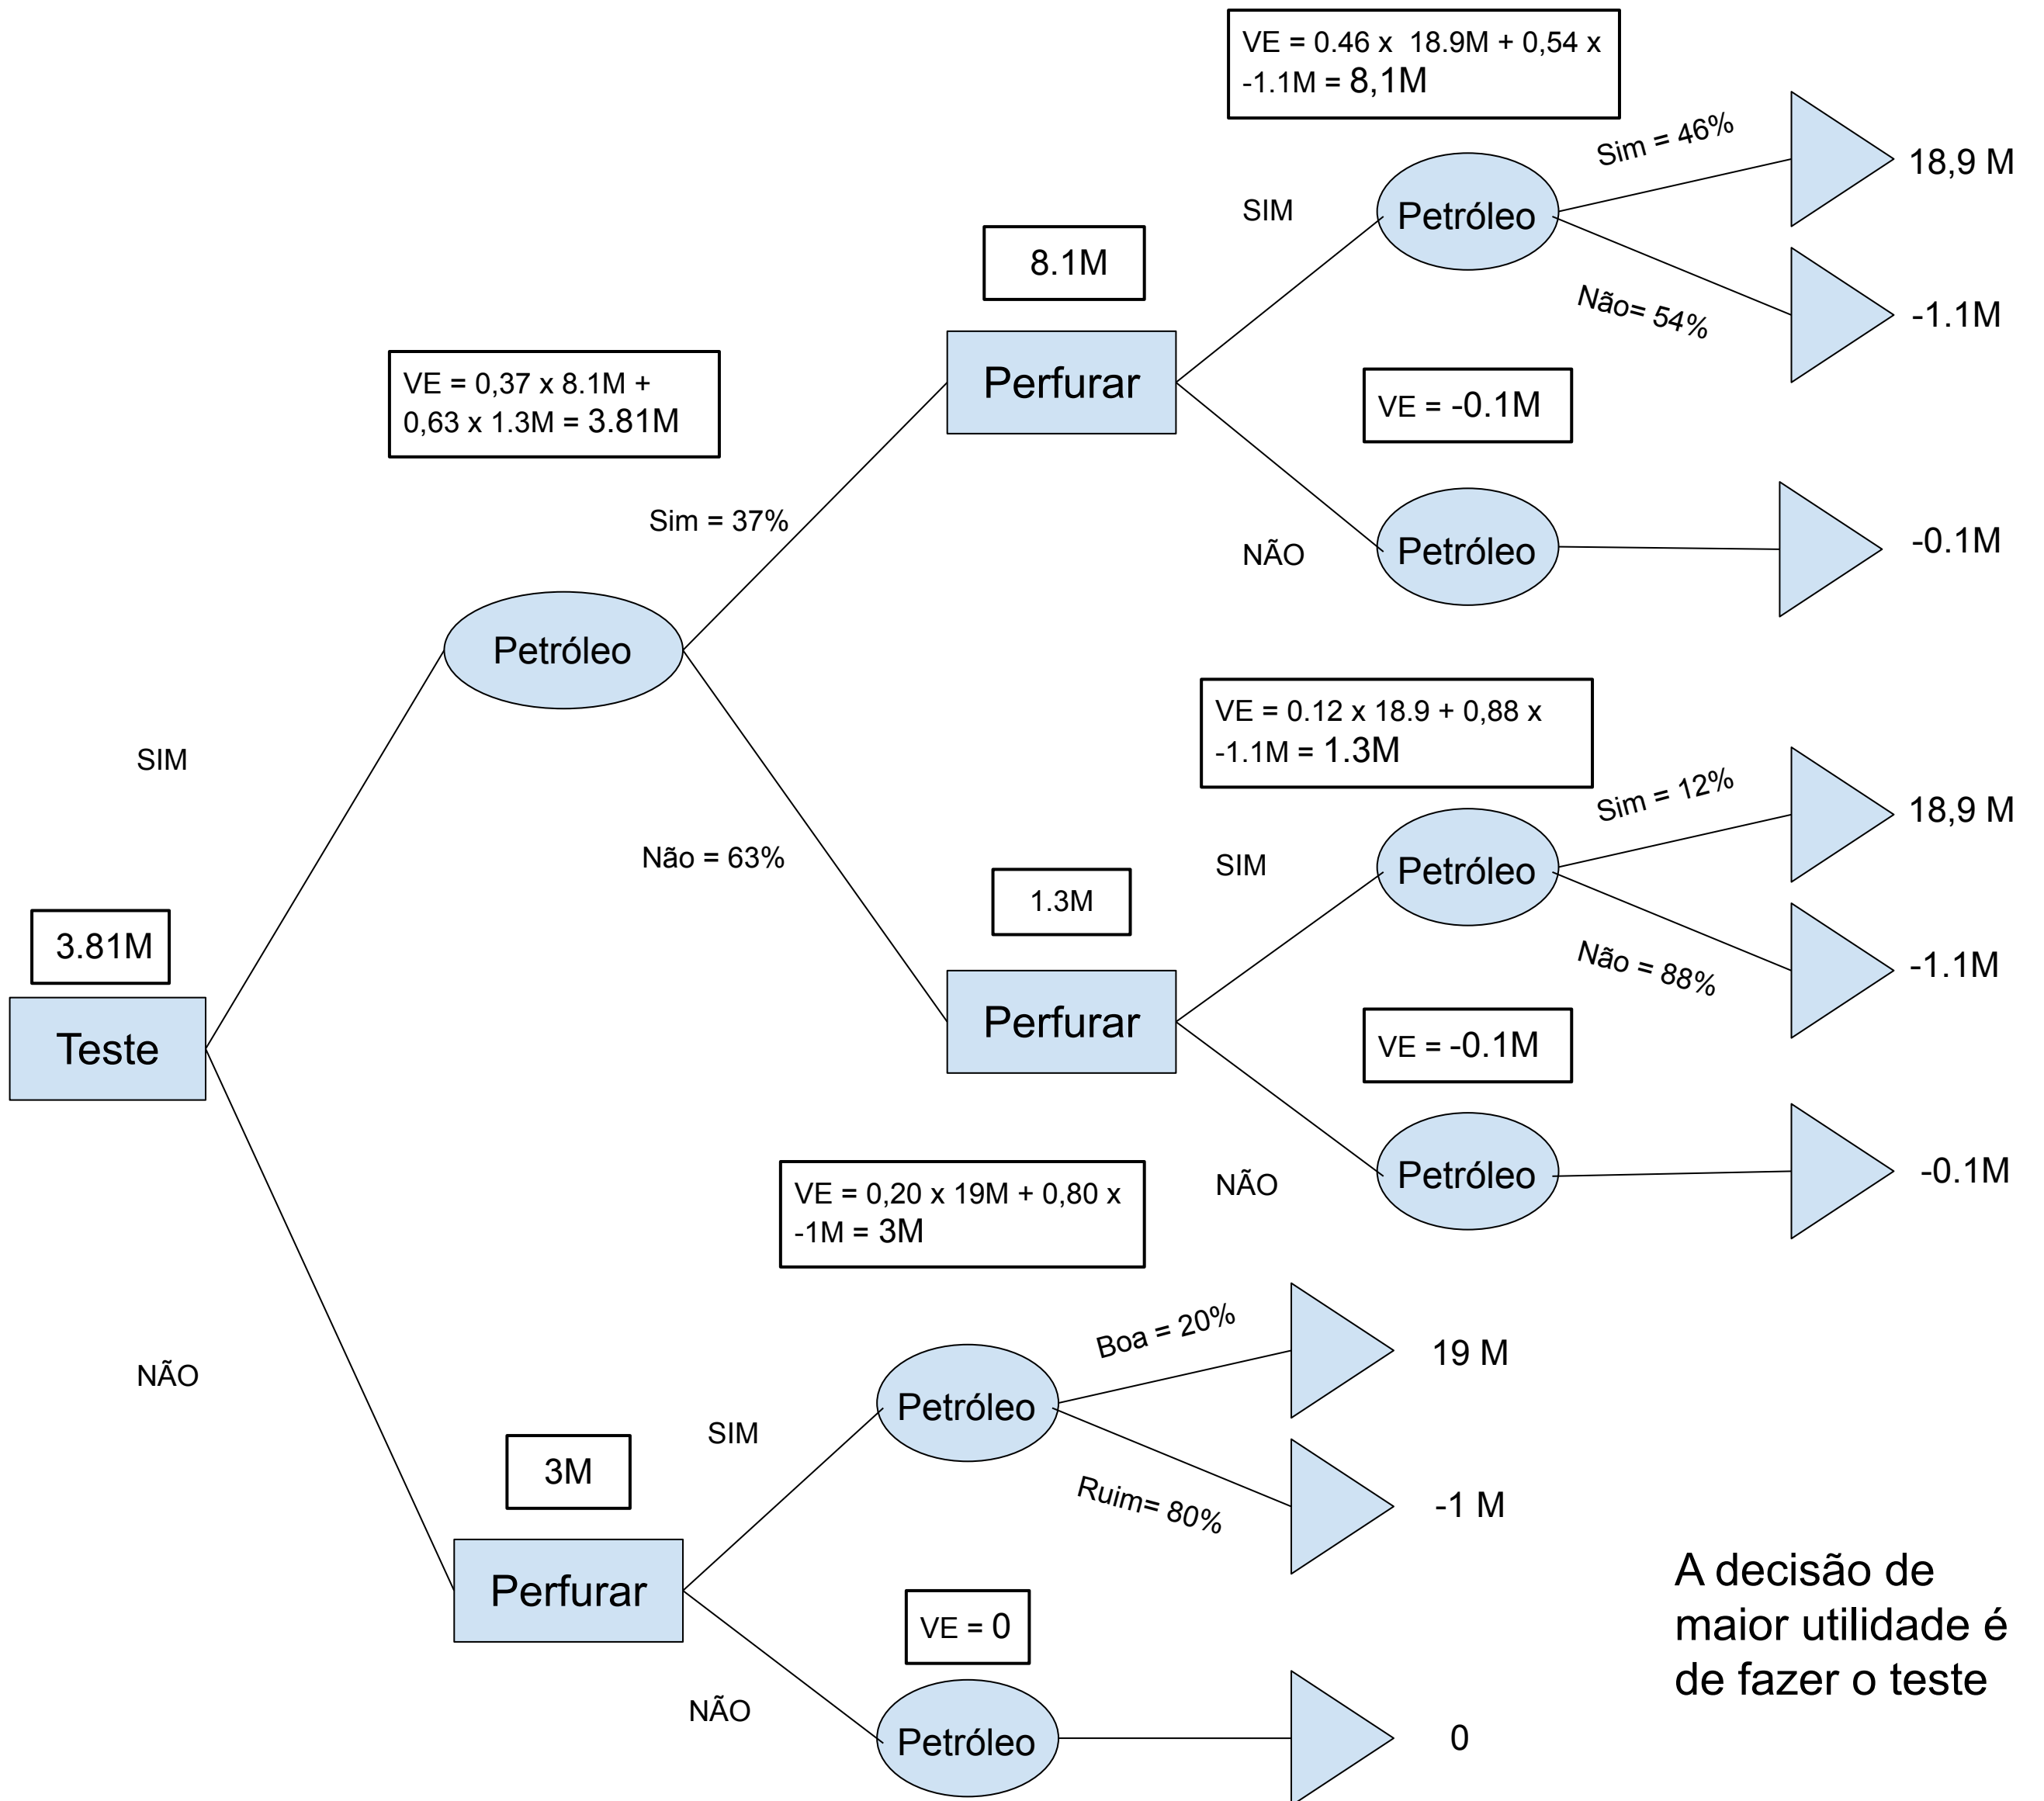 VE = 0.46 x 18.9M + 0,54 x
-1.1M = 8,1M
Sim = 46%
18,9 M
SIM
Petróleo
8.1M
Não= 54%
-1.1M
Perfurar
VE = 0,37 x 8.1M +
0,63 x 1.3M = 3.81M
VE = -0.1M
Sim = 37%
NÃO
Petróleo
-0.1M
Petróleo
VE = 0.12 x 18.9 + 0,88 x
-1.1M = 1.3M
SIM
Sim = 12%
18,9 M
Não = 63%
SIM
Petróleo
1.3M
3.81M
Não = 88%
-1.1M
Teste
Perfurar
VE = -0.1M
VE = 0,20 x 19M + 0,80 x
-1M = 3M
NÃO
Petróleo
-0.1M
Boa = 20%
19 M
NÃO
SIM
Petróleo
3M
Ruim= 80%
-1 M
Perfurar
VE = 0
NÃO
Petróleo
0
A decisão de
maior utilidade é
de fazer o teste